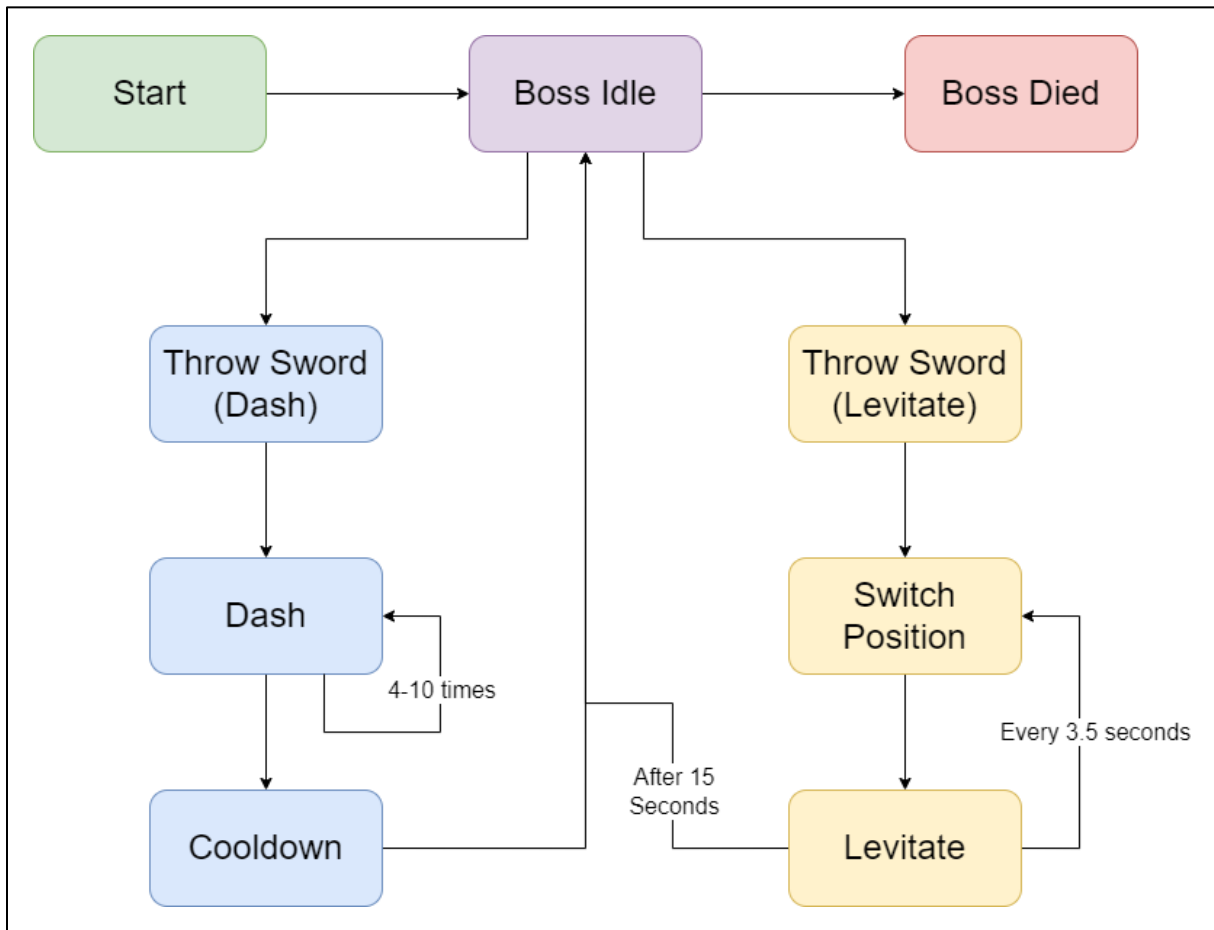 Start
Boss Idle
Boss Died
Throw Sword
(Dash)
Throw Sword
(Levitate)
Dash
Switch
Position
4-10 times
Every 3.5 seconds
After 15
Seconds
Cooldown
Levitate